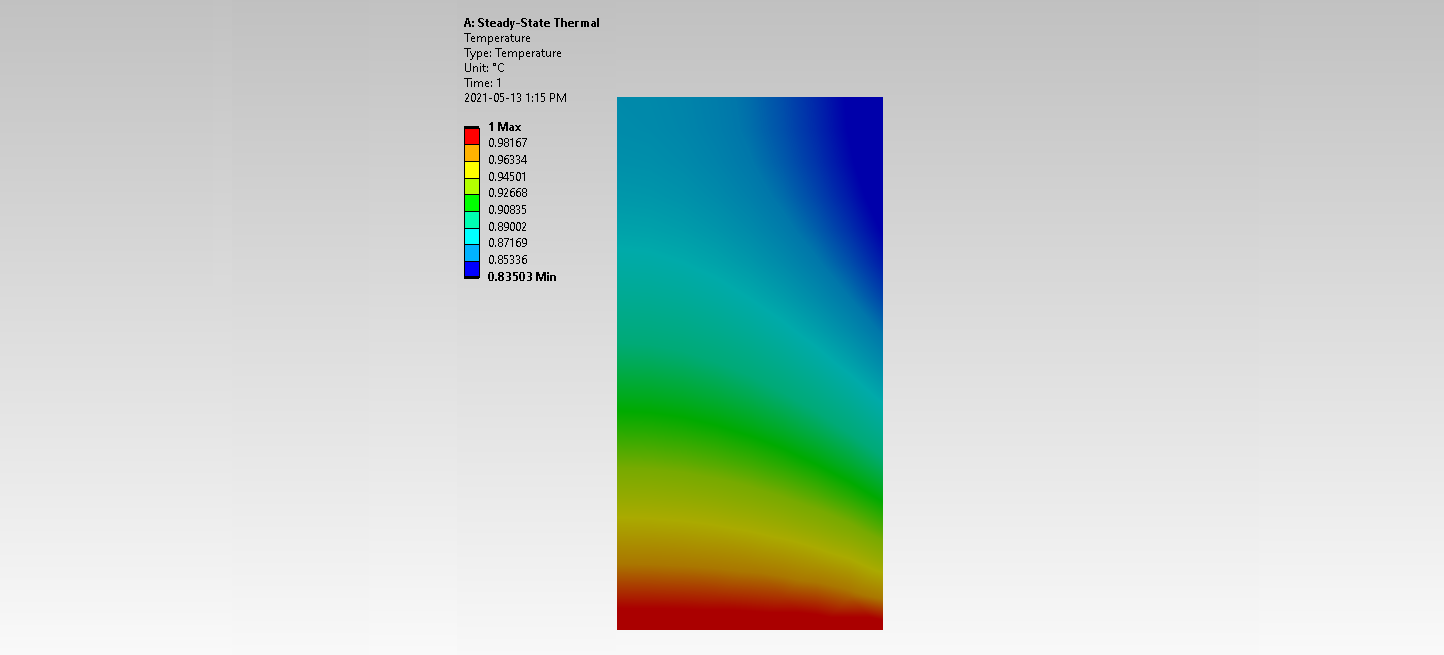 A: Steady-State Thermal
Temperature
Type: Temperature
Unit: °C
Time: 1
2021-05-13 1:15 PM
1 Max
0.98167
0.96334
0.94501
0.92668
0.90835
0.89002
0.87169
0.85336
0.83503 Min